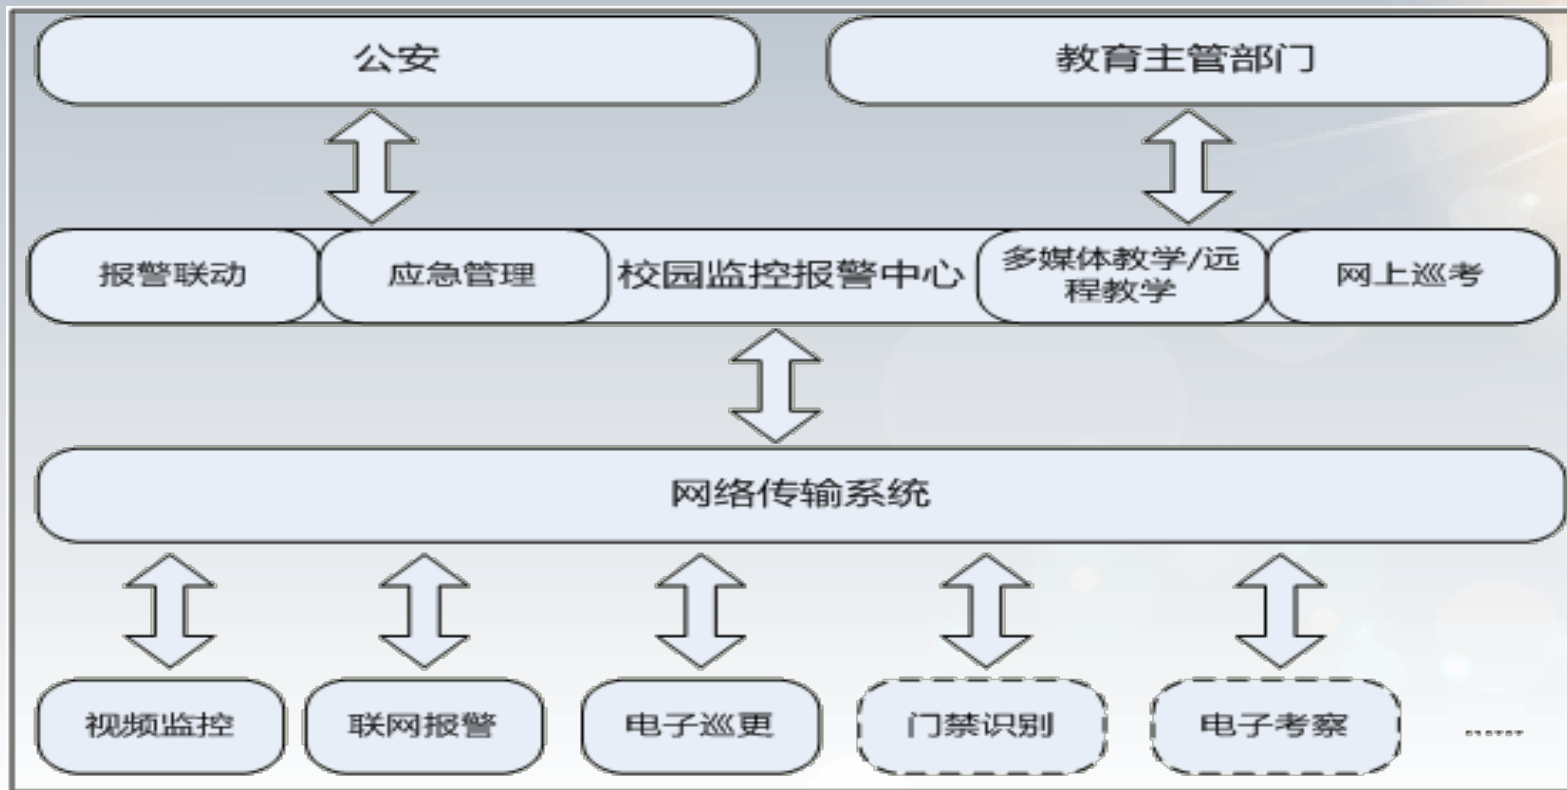 公安
教育主管部门
报警联动
应急管理
校园监控报警中心
多媒体教学/远
程教学
网上巡考
网络传输系统
视频监控
联网报警
电子巡更
门禁识别
电子考察
......